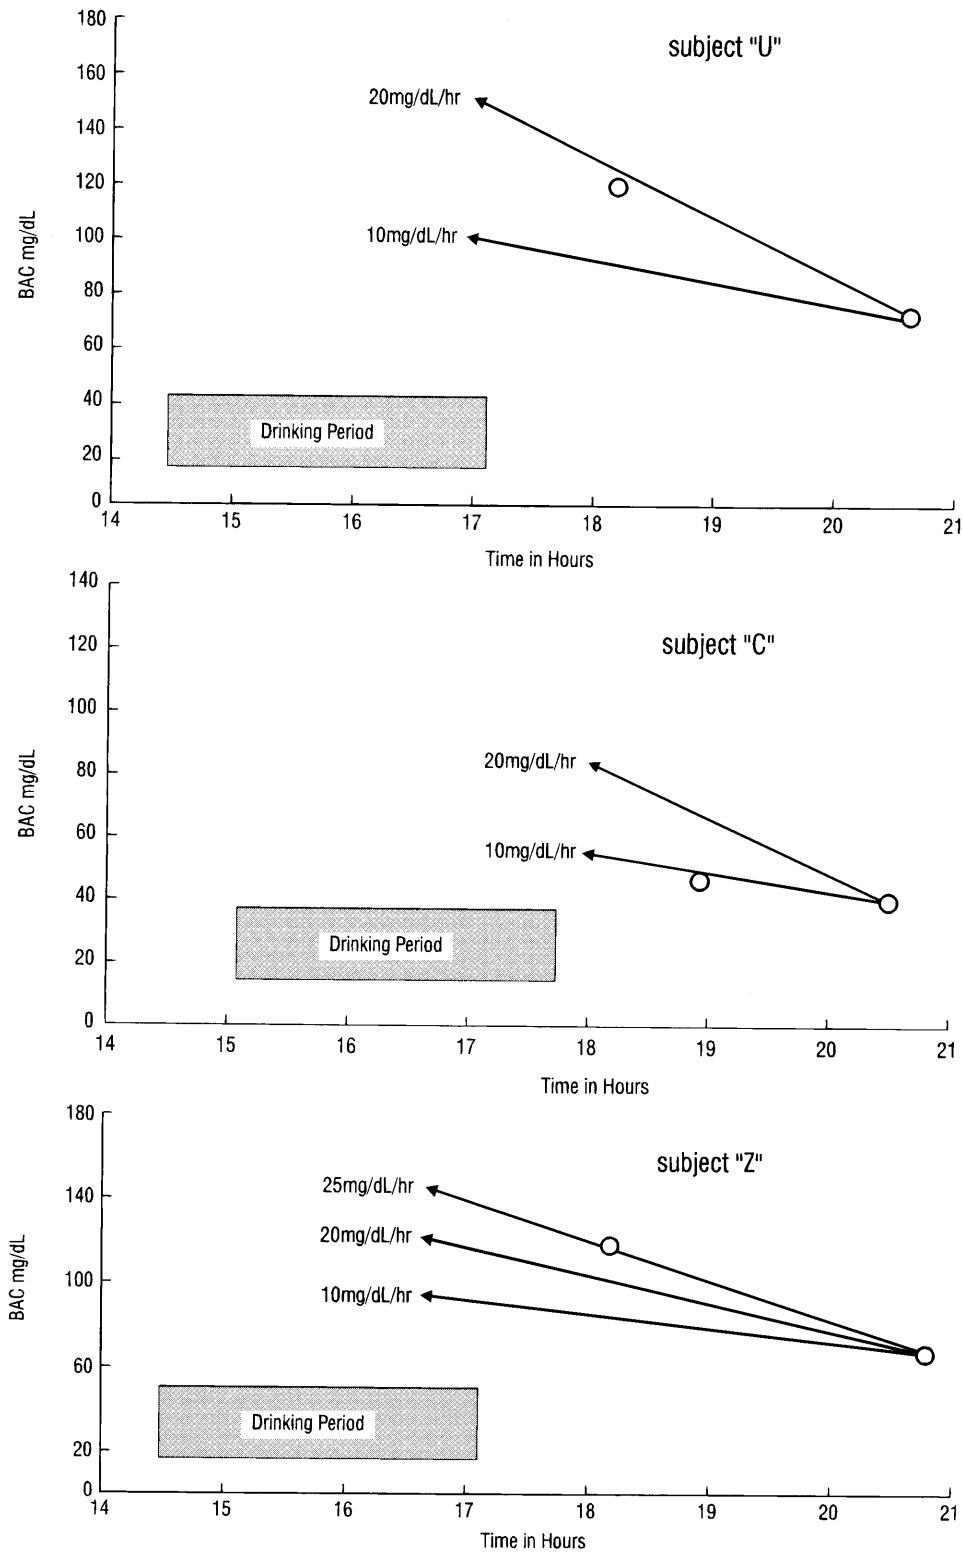 180
subject "U"
160
20mg/dL/hr
140
120
BAC mg/dL
100
10mg/dL/hr
80
60
40
Drinking Period
20
0
14 15 16 17 18 19 20 21
Time in Hours
140
subject "C"
120
100
BAC mg/dL
80
20mg/dL/hr
60
10mg/dL/hr
40
Drinking Period
20
0
14 15 16 17 18 19 20 21
Time in Hours
180
subject "Z"
25mg/dL/hr
140
20mg/dL/hr
BAC mg/dL
100
10mg/dL/hr
60
Drinking Period
20
0
14 15 16 17 18 19 20 21
Time in Hours